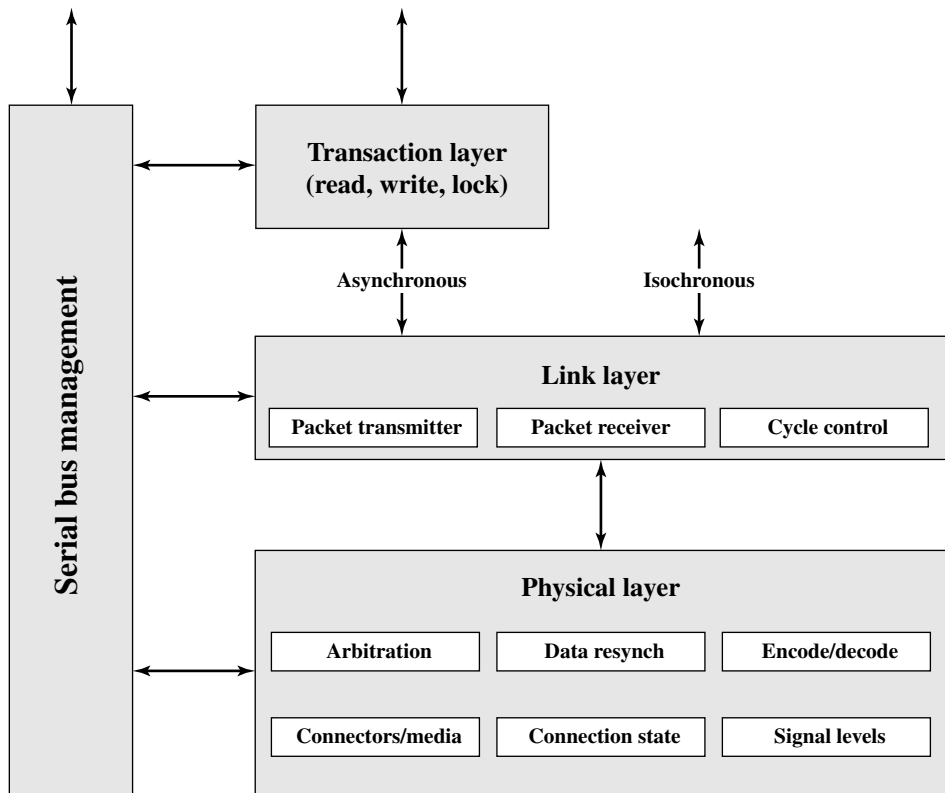 Transaction layer
(read, write, lock)
Asynchronous
Isochronous
Serial bus management
Link layer
Packet transmitter
Packet receiver
Cycle control
Physical layer
Arbitration
Data resynch
Encode/decode
Connectors/media
Connection state
Signal levels